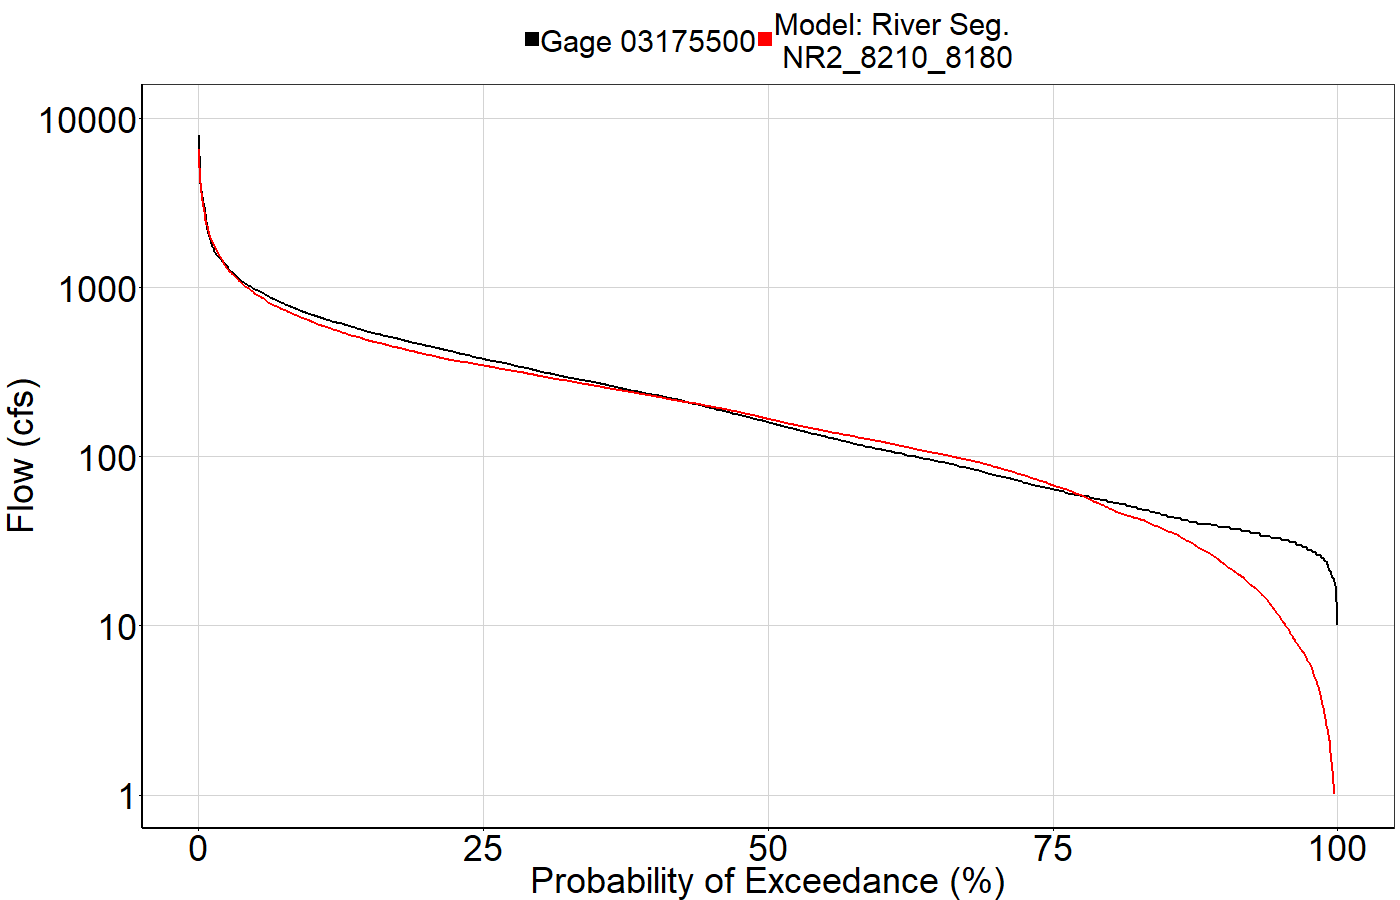 Gage 03175500
Model: River Seg.
NR2_8210_8180
10000
1000
100
10
1
Flow (cfs)
0 25 50 75 100
Probability of Exceedance (%)